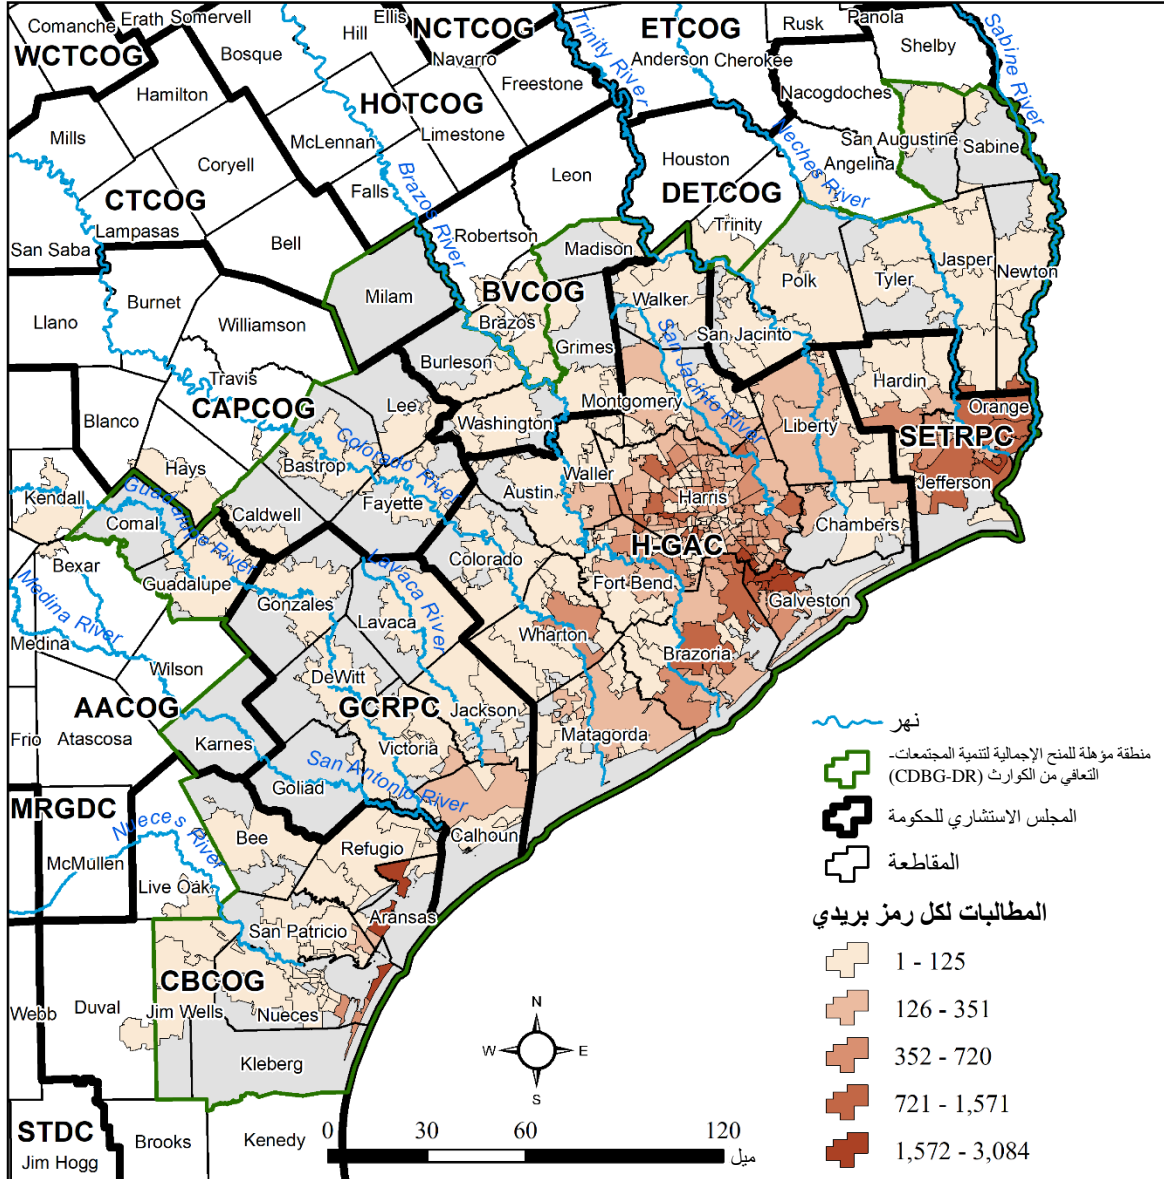 Comanche
Erath
Somervell
Bosque
Hill
Ellis
NCTCOG
Navarro
Freestone
Trinity River
ETCOG
Anderson
Cherokee
Rusk
Panola
Shelby
Sabine River
WCTCOG
Hamilton
HOTCOG
McLennan
Limestone
Nacogdoches
San Augustine
Sabine
Angelina
Neches River
Mills
Coryell
Falls
Brazos River
Leon
Houston
DETCOG
Trinity
CTCOG
Lampasas
San Saba
Bell
Robertson
Madison
Jasper
Newton
Burnet
Milam
BVCOG
Brazos
Walker
Polk
Tyler
Llano
Williamson
Grimes
San Jacinto
San Jacinto River
Travis
Burleson
Hardin
Blanco
CAPCOG
Lee
Washington
Montgomery
Liberty
Orange
SETRPC
Jefferson
Hays
Bastrop
Colorado River
Waller
Kendall
Guadalupe River
Caldwell
Fayette
Austin
Harris
Chambers
Comal
Bexar
H-GAC
Guadalupe
Colorado
Fort Bend
Medina River
Gonzales
Lavaca River
Galveston
Lavaca
Wharton
Medina
Wilson
Brazoria
DeWitt
AACOG
GCRPC
Jackson
Frio
Atascosa
Karnes
Victoria
Matagorda
San Antonio River
Goliad
MRGDC
Nueces River
Bee
Calhoun
McMullen
Refugio
Live Oak
Aransas
San Patricio
CBCOG
Webb
Duval
Jim Wells
Nueces
Kleberg
STDC
Jim Hogg
Brooks
Kenedy
نهر
منطقة مؤهلة للمنح الإجمالية لتنمية المجتمعات-
التعافي من الكوارث (CDBG-DR)
المجلس الاستشاري للحكومة
المقاطعة
المطالبات لكل رمز بريدي
1 - 125
126 - 351
352 - 720
721 - 1,571
1,572 - 3,084
N
W
E
S
0
30
60
120
ميل